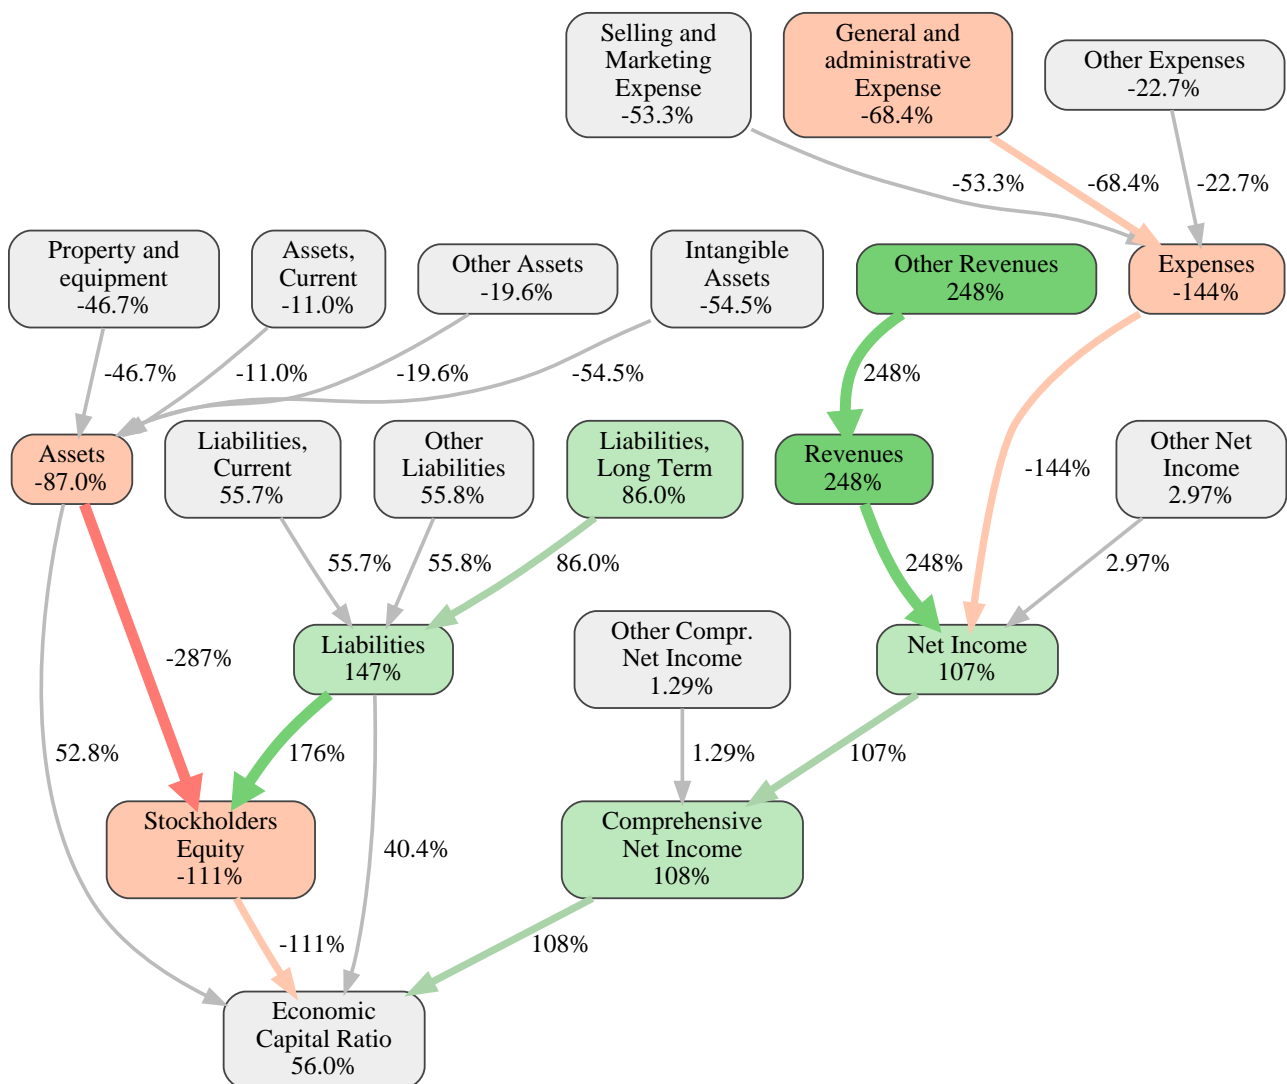 Selling and
Marketing
Expense
-53.3%
General and
administrative
Expense
-68.4%
Other Expenses
-22.7%
-53.3%
-68.4%
-22.7%
Property and
equipment
-46.7%
Assets,
Current
-11.0%
Other Assets
-19.6%
Intangible
Assets
-54.5%
Other Revenues
248%
Expenses
-144%
-46.7%
-11.0%
-19.6%
-54.5%
248%
Assets
-87.0%
Liabilities,
Current
55.7%
Other
Liabilities
55.8%
Liabilities,
Long Term
86.0%
Revenues
248%
-144%
Other Net
Income
2.97%
55.7%
55.8%
86.0%
248%
2.97%
-287%
Liabilities
147%
Other Compr.
Net Income
1.29%
Net Income
107%
52.8%
176%
1.29%
107%
Stockholders
Equity
-111%
40.4%
Comprehensive
Net Income
108%
-111%
108%
Economic
Capital Ratio
56.0%